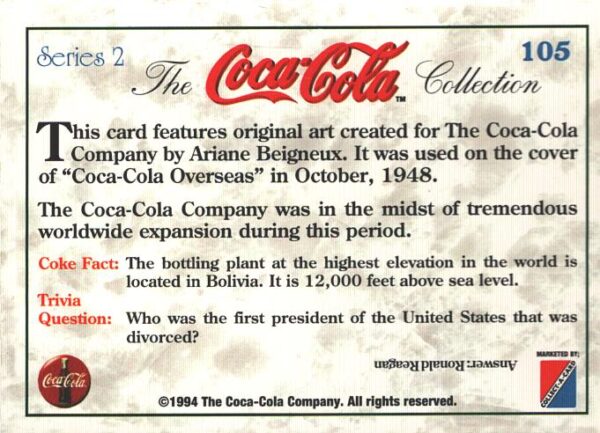 Series 2
105
The Coca-Cola™ Collection
This card features original art created for The Coca-Cola
Company by Ariane Beigneux. It was used on the cover
of “Coca-Cola Overseas” in October, 1948.
The Coca-Cola Company was in the midst of tremendous
worldwide expansion during this period.
Coke Fact: The bottling plant at the highest elevation in the world is
located in Bolivia. It is 12,000 feet above sea level.
Trivia
Question: Who was the first president of the United States that was
divorced?
Answer: Ronald Reagan
MARKETED BY;
COLLECT-A-CARD
Coca-Cola
©1994 The Coca-Cola Company. All rights reserved.